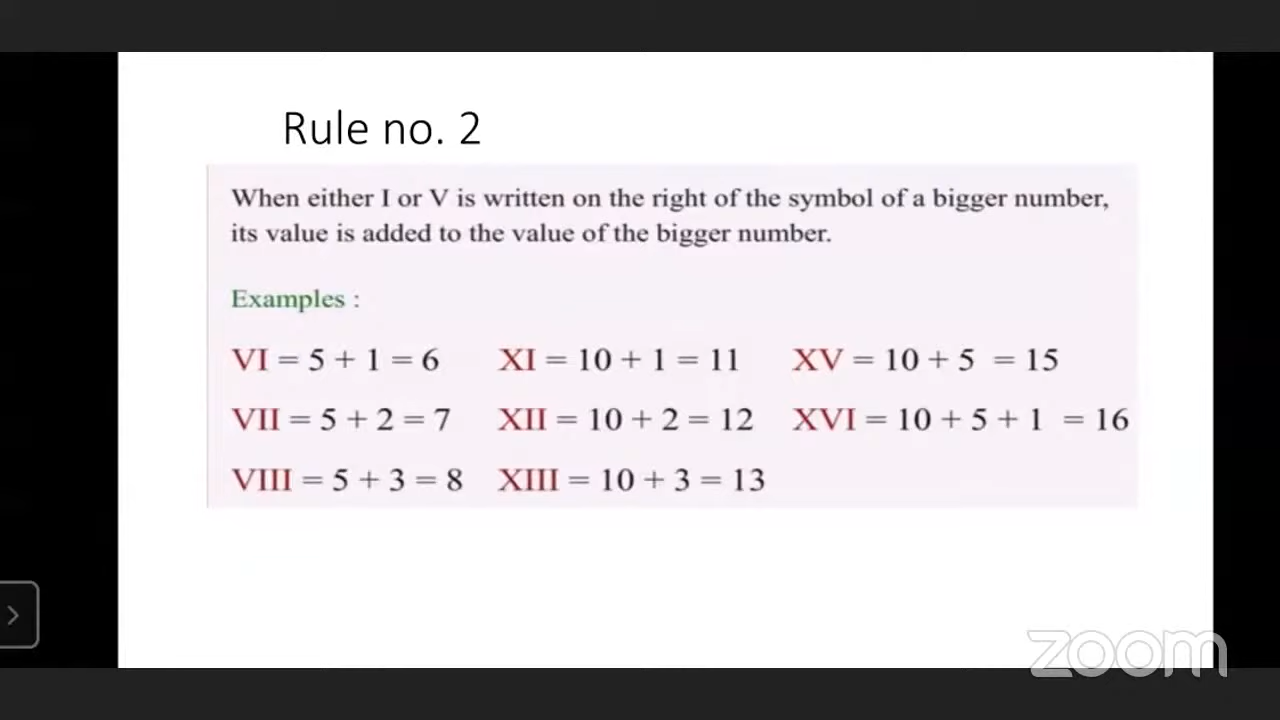 Rule no. 2
When either I or V is written on the right of the symbol of a bigger number,
its value is added to the value of the bigger number.
Examples :
VI = 5 + 1 = 6 XI = 10 + 1 = 11 XV = 10 + 5 = 15
VII = 5 + 2 = 7 XII = 10 + 2 = 12 XVI = 10 + 5 + 1 = 16
VIII = 5 + 3 = 8 XIII = 10 + 3 = 13
zoom